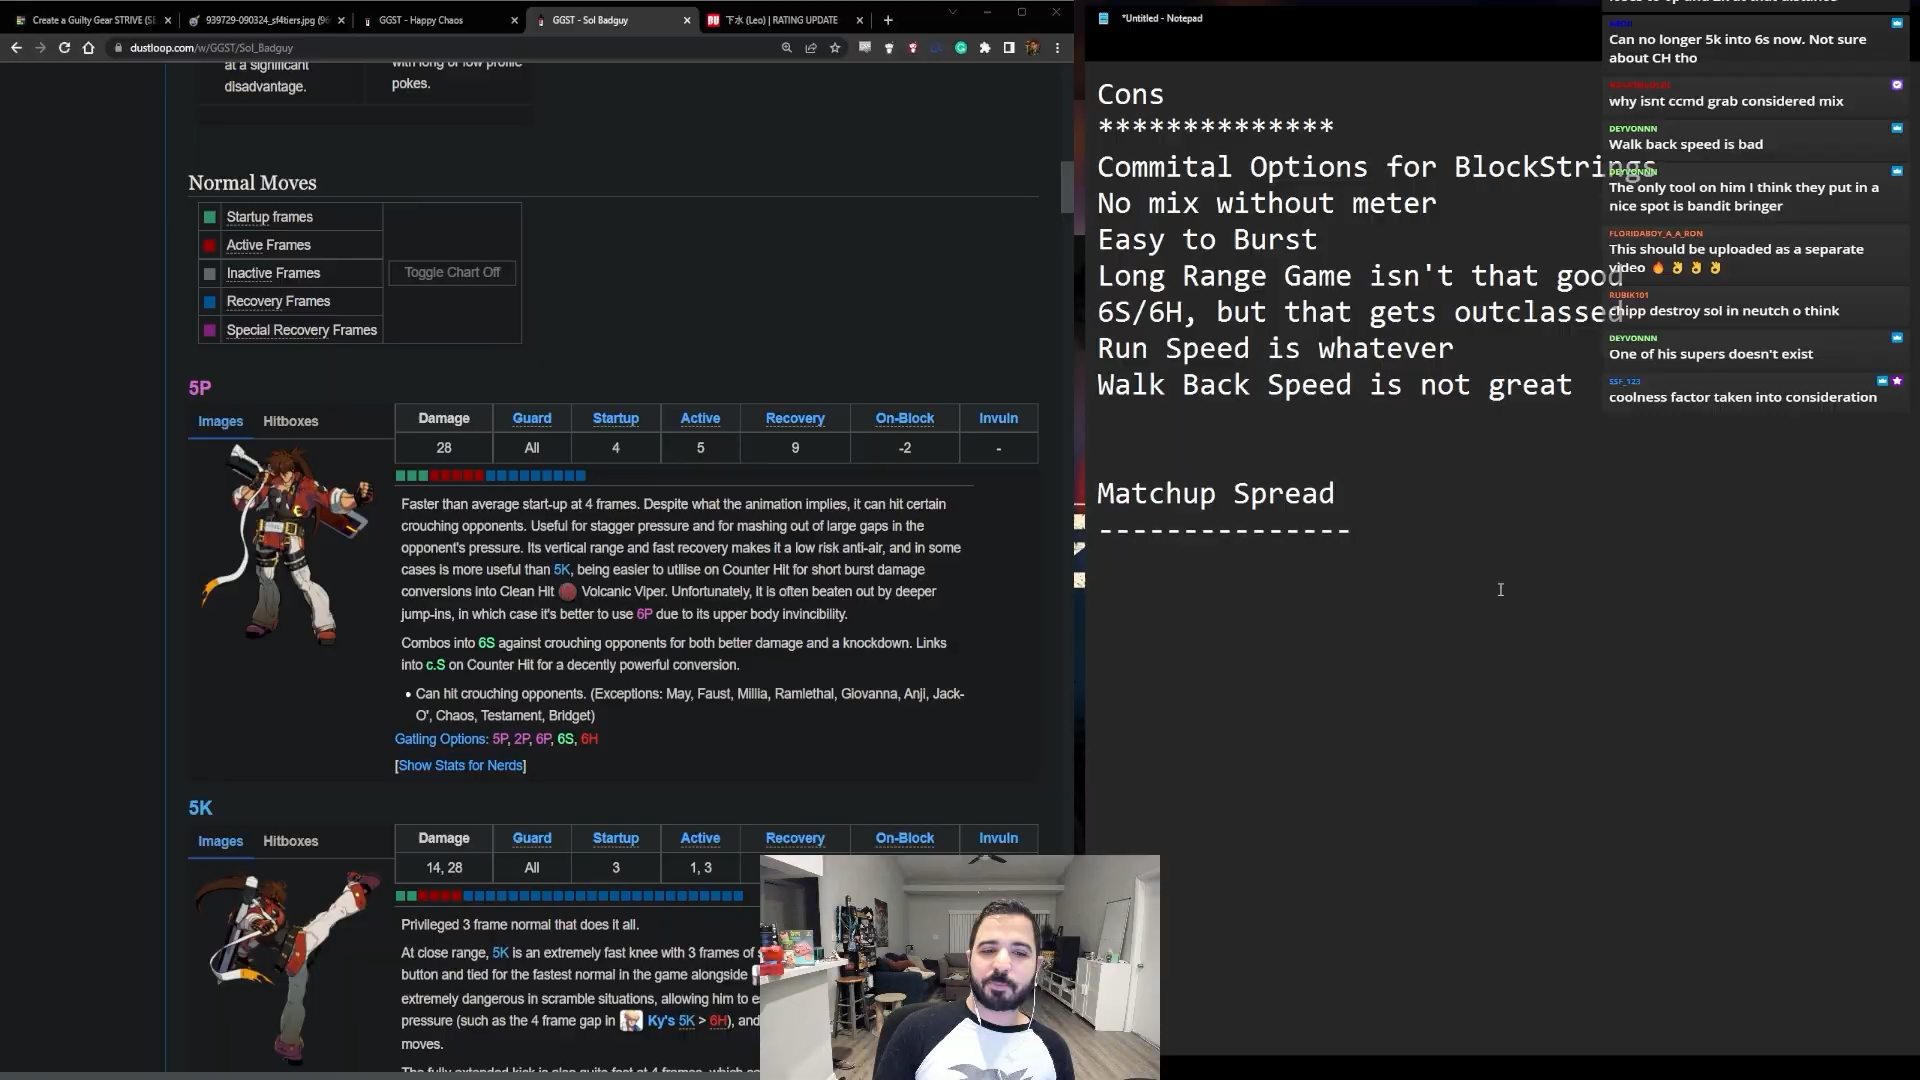 Create a Guilty Gear STRIVE (S
939729-090324_sf4tiers.jpg (96
GGST - Happy Chaos
GGST - Sol Badguy
下水 (Leo) | RATING UPDATE
dustloop.com/w/GGST/Sol_Badguy
at a significant
disadvantage.
with long or low profile
pokes.
Normal Moves
Startup frames
Active Frames
Inactive Frames
Toggle Chart Off
Recovery Frames
Special Recovery Frames
5P
Images Hitboxes
Damage Guard Startup Active Recovery On-Block Invuln
28 All 4 5 9 -2 -
Faster than average start-up at 4 frames. Despite what the animation implies, it can hit certain
crouching opponents. Useful for stagger pressure and for mashing out of large gaps in the
opponent's pressure. Its vertical range and fast recovery makes it a low risk anti-air, and in some
cases is more useful than 5K, being easier to utilise on Counter Hit for short burst damage
conversions into Clean Hit Volcanic Viper. Unfortunately, it is often beaten out by deeper
jump-ins, in which case it's better to use 6P due to its upper body invincibility.
Combos into 6S against crouching opponents for both better damage and a knockdown. Links
into c.S on Counter Hit for a decently powerful conversion.
• Can hit crouching opponents. (Exceptions: May, Faust, Millia, Ramlethal, Giovanna, Anji, Jack-
O', Chaos, Testament, Bridget)
Gatling Options: 5P, 2P, 6P, 6S, 6H
[Show Stats for Nerds]
5K
Images Hitboxes
Damage Guard Startup Active Recovery On-Block Invuln
14, 28 All 3 1, 3
Privileged 3 frame normal that does it all.
At close range, 5K is an extremely fast knee with 3 frames of
button and tied for the fastest normal in the game alongside
extremely dangerous in scramble situations, allowing him to e
pressure (such as the 4 frame gap in Ky's 5K > 6H), and
moves.
*Untitled - Notepad
Cons
**************
Commital Options for BlockStrings
No mix without meter
Easy to Burst
Long Range Game isn't that good
6S/6H, but that gets outclassed
Run Speed is whatever
Walk Back Speed is not great
Matchup Spread
---------------
Can no longer 5k into 6s now. Not sure
about CH tho
why isnt ccmd grab considered mix
DEYVONNN
Walk back speed is bad
DEYVONNN
The only tool on him I think they put in a
nice spot is bandit bringer
FLORIDABOY_A_A_RON
This should be uploaded as a separate
video 🔥 👌 👌 👌
RUBIK101
chipp destroy sol in neutch o think
DEYVONNN
One of his supers doesn't exist
SSF_123
coolness factor taken into consideration